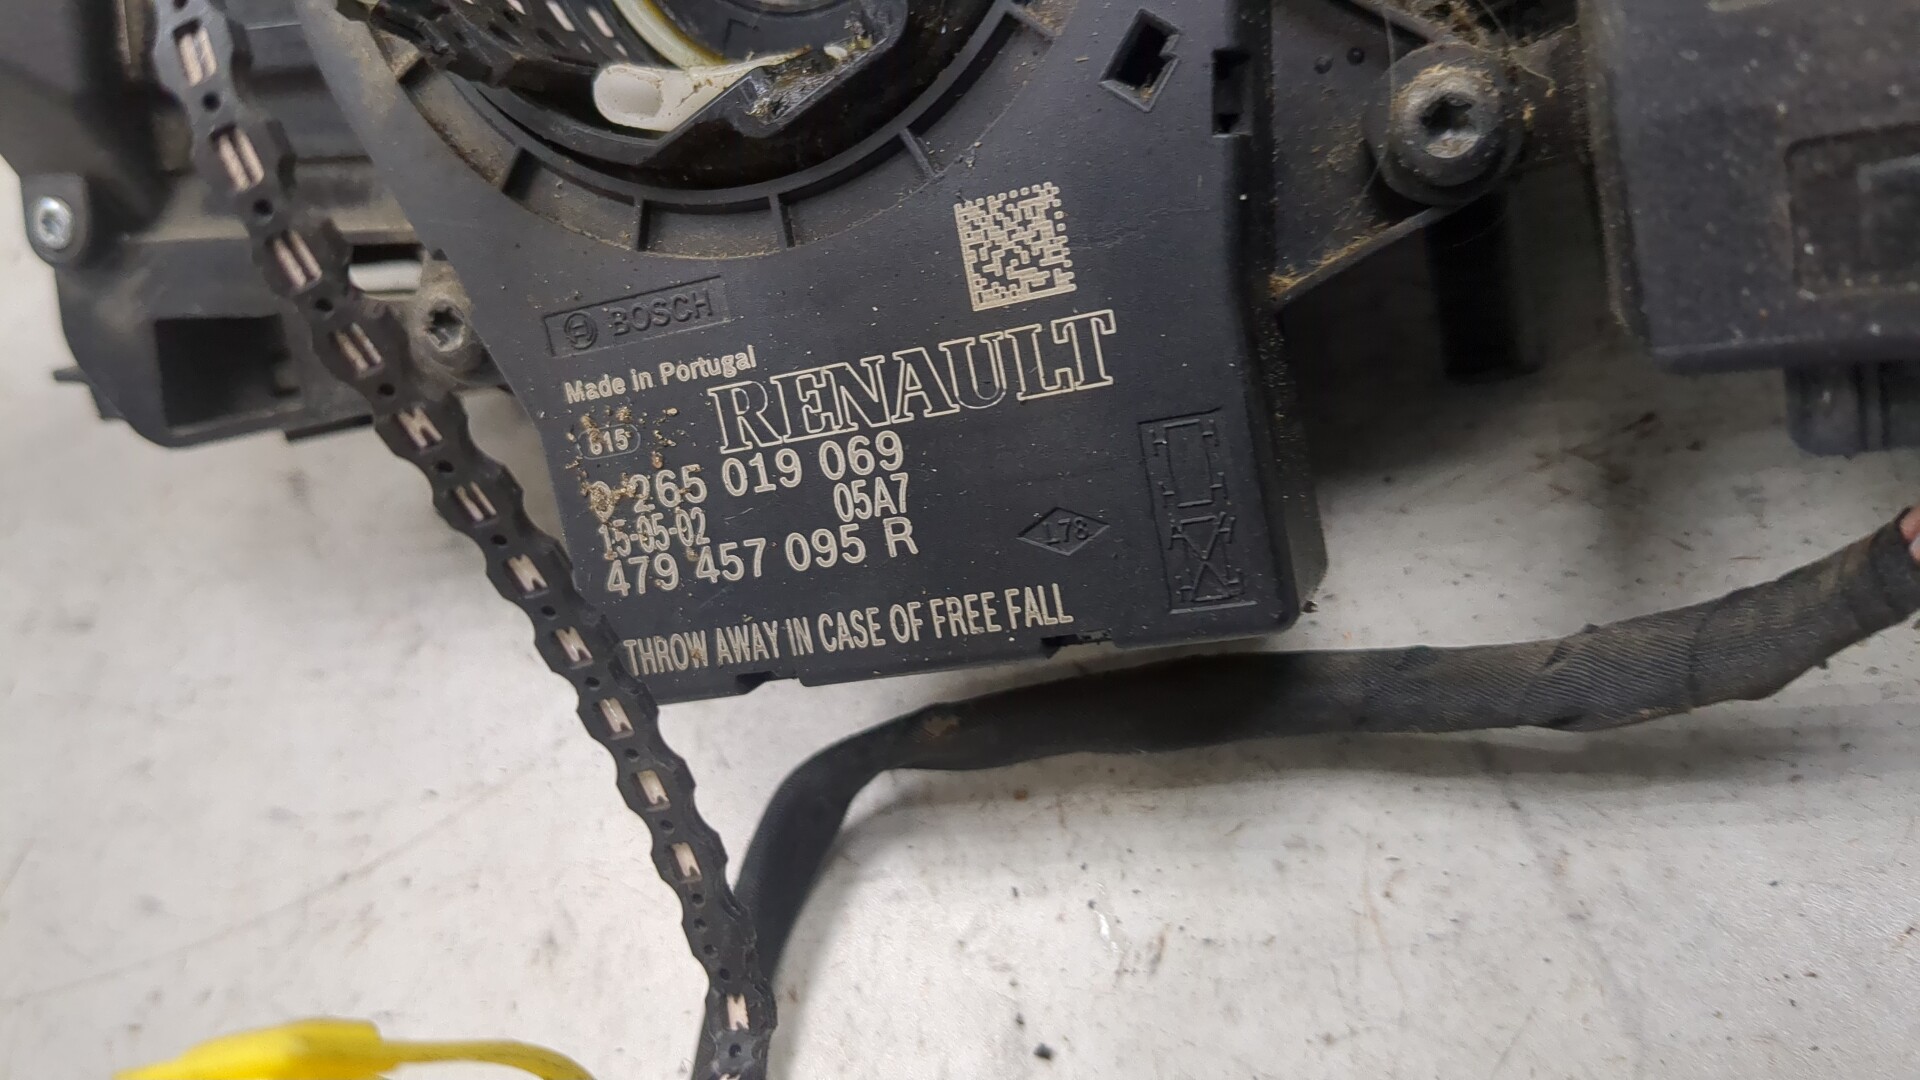 BOSCH
Made in Portugal
RENAULT
615
0 265 019 069
15-05-02 05A7
479 457 095 R
L78
THROW AWAY IN CASE OF FREE FALL